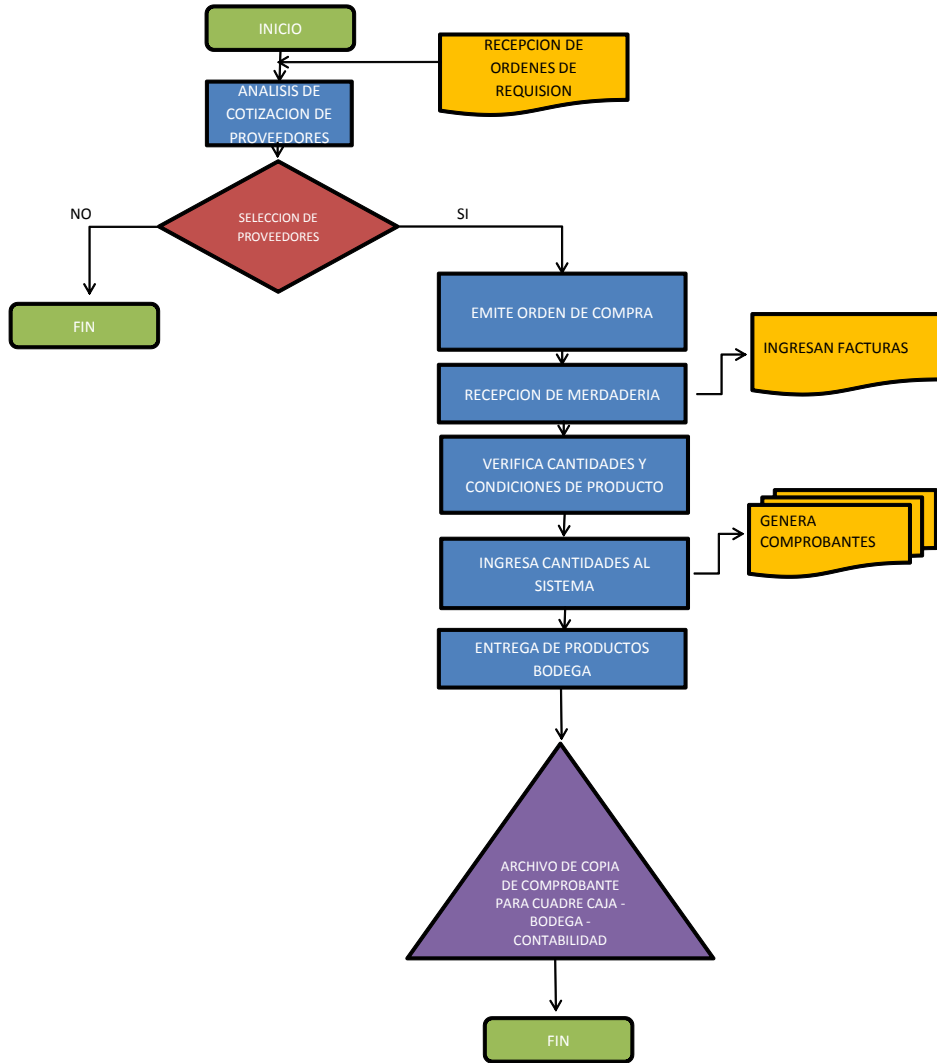 INICIO
RECEPCION DE
ORDENES DE
REQUISION
ANALISIS DE
COTIZACION DE
PROVEEDORES
NO
SI
SELECCION DE
PROVEEDORES
FIN
EMITE ORDEN DE COMPRA
INGRESAN FACTURAS
RECEPCION DE MERDADERIA
VERIFICA CANTIDADES Y
CONDICIONES DE PRODUCTO
GENERA
COMPROBANTES
INGRESA CANTIDADES AL
SISTEMA
ENTREGA DE PRODUCTOS
BODEGA
ARCHIVO DE COPIA
DE COMPROBANTE
PARA CUADRE CAJA -
BODEGA -
CONTABILIDAD
FIN